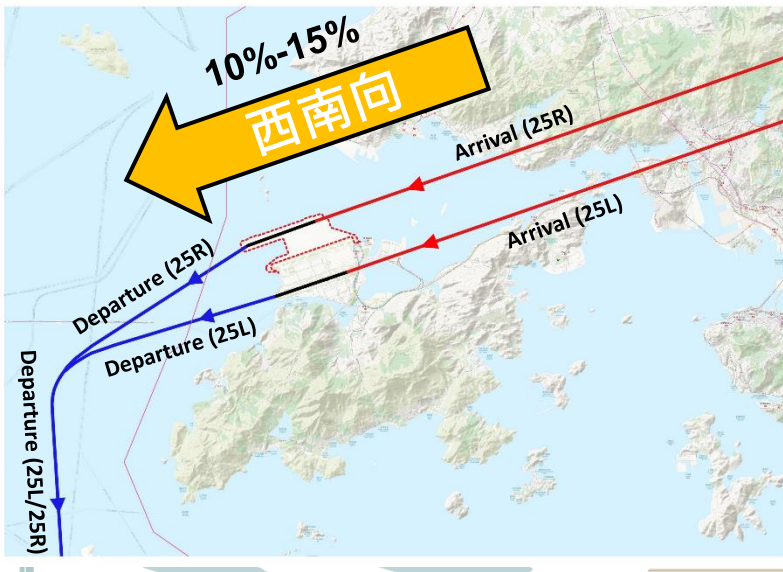 10%-15%
西南向
Arrival (25R)
Arrival (25L)
Departure (25R)
Departure (25L)
Departure (25L/25R)